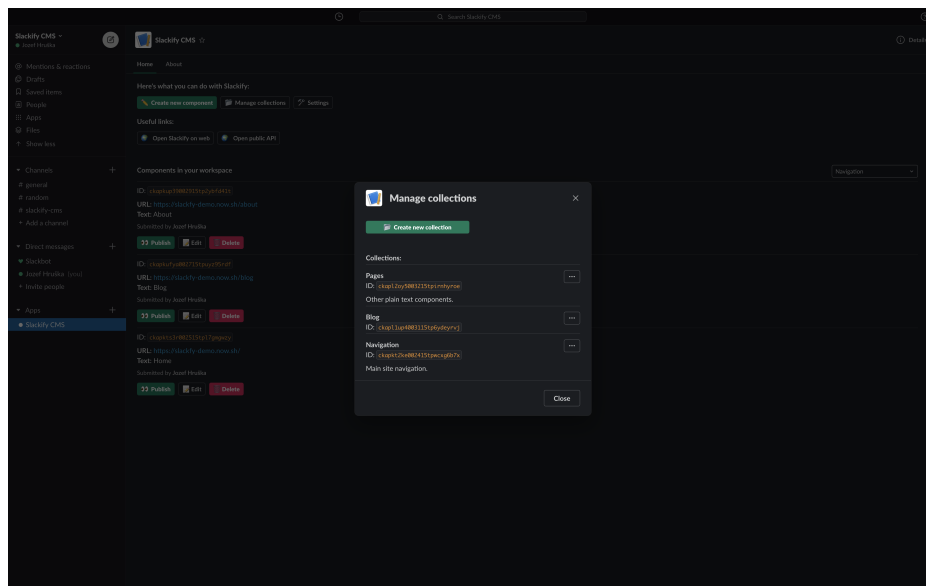 Search Slackify CMS
Slackify CMS
Jozef Hruška
Mentions & reactions
Drafts
Saved items
People
Apps
Files
Show less
Channels
# general
# random
# slackify-cms
+ Add a channel
Direct messages
Slackbot
Jozef Hruška (you)
+ Invite people
Apps
Slackify CMS
Slackify CMS
Details
Home About
Here's what you can do with Slackify:
Create new component Manage collections Settings
Useful links:
Open Slackify on web Open public API
Components in your workspace
Navigation
ID:
URL: https://slackify-demo.now.sh/about
Text: About
Submitted by Jozef Hruška
Publish Edit Delete
ID:
URL: https://slackify-demo.now.sh/blog
Text: Blog
Submitted by Jozef Hruška
Publish Edit Delete
ID:
URL: https://slackify-demo.now.sh/
Text: Home
Submitted by Jozef Hruška
Publish Edit Delete
Manage collections
Create new collection
Collections:
Pages
ID: ckopl2oy5003215tpirnhyroe
Other plain text components.
Blog
ID: ckopl1up4003115tp6ydeyrvj
Navigation
ID: ckopkt2ke002415tpwcxg6b7x
Main site navigation.
Close